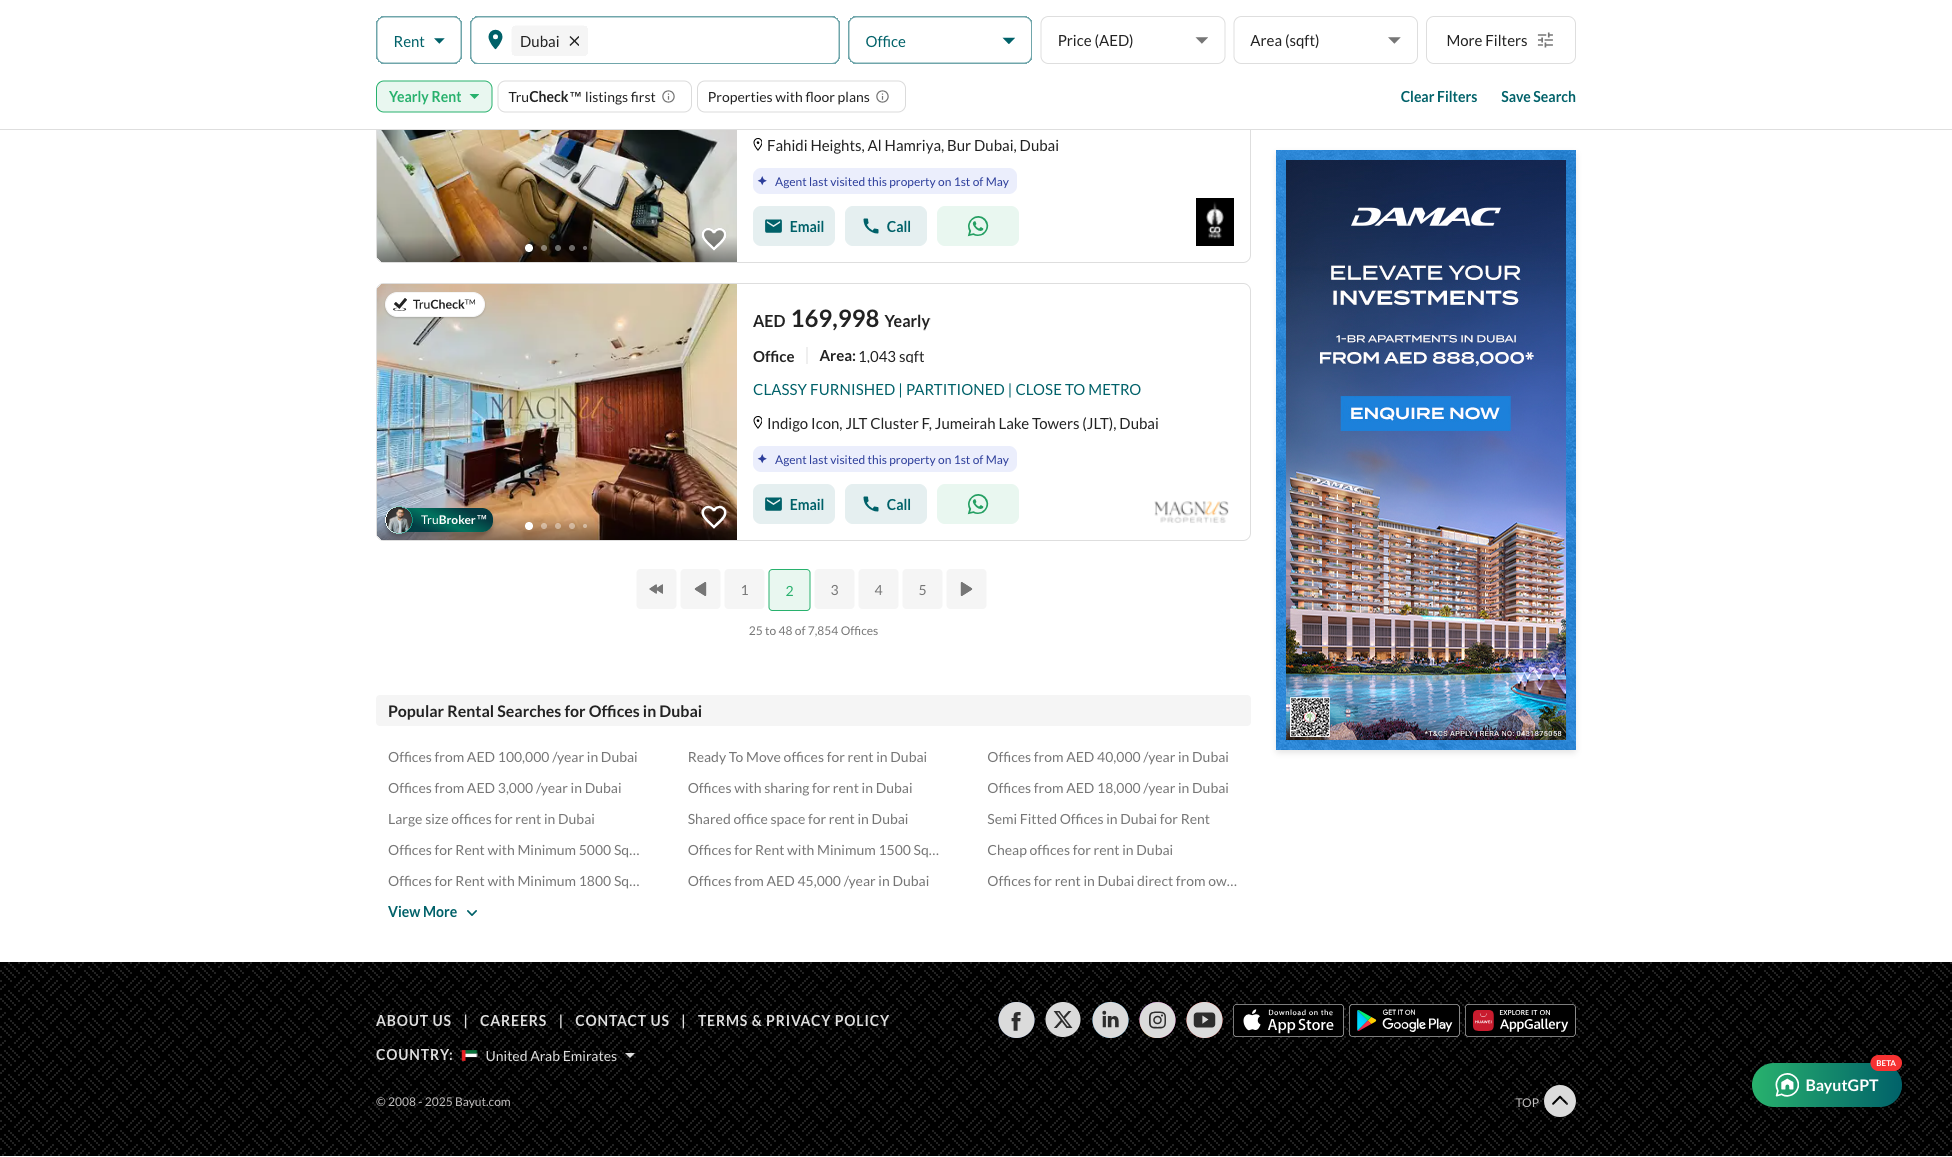 Rent
Dubai
Office
Price (AED)
Area (sqft)
More Filters
Yearly Rent
TruCheck™ listings first
Properties with floor plans
Clear Filters
Save Search
Fahidi Heights, Al Hamriya, Bur Dubai, Dubai
Agent last visited this property on 1st of May
Email
Call
TruCheck™
AED 169,998 Yearly
Office
Area: 1,043 sqft
CLASSY FURNISHED | PARTITIONED | CLOSE TO METRO
Indigo Icon, JLT Cluster F, Jumeirah Lake Towers (JLT), Dubai
Agent last visited this property on 1st of May
Email
Call
MAGNUS
TruBroker™
MAGNUS
PROPERTIES
1
2
3
4
5
25 to 48 of 7,854 Offices
DAMAC
ELEVATE YOUR
INVESTMENTS
1-BR APARTMENTS IN DUBAI
FROM AED 888,000*
ENQUIRE NOW
DAMAC
*T&CS APPLY | RERA NO: 0431875058
Popular Rental Searches for Offices in Dubai
Offices from AED 100,000 /year in Dubai
Ready To Move offices for rent in Dubai
Offices from AED 40,000 /year in Dubai
Offices from AED 3,000 /year in Dubai
Offices with sharing for rent in Dubai
Offices from AED 18,000 /year in Dubai
Large size offices for rent in Dubai
Shared office space for rent in Dubai
Semi Fitted Offices in Dubai for Rent
Offices for Rent with Minimum 5000 Sq...
Offices for Rent with Minimum 1500 Sq...
Cheap offices for rent in Dubai
Offices for Rent with Minimum 1800 Sq...
Offices from AED 45,000 /year in Dubai
Offices for rent in Dubai direct from ow...
View More
ABOUT US | CAREERS | CONTACT US | TERMS & PRIVACY POLICY
Download on the
App Store
GET IT ON
Google Play
HUAWEI
EXPLORE IT ON
AppGallery
COUNTRY: United Arab Emirates
© 2008 - 2025 Bayut.com
TOP
BETA
BayutGPT